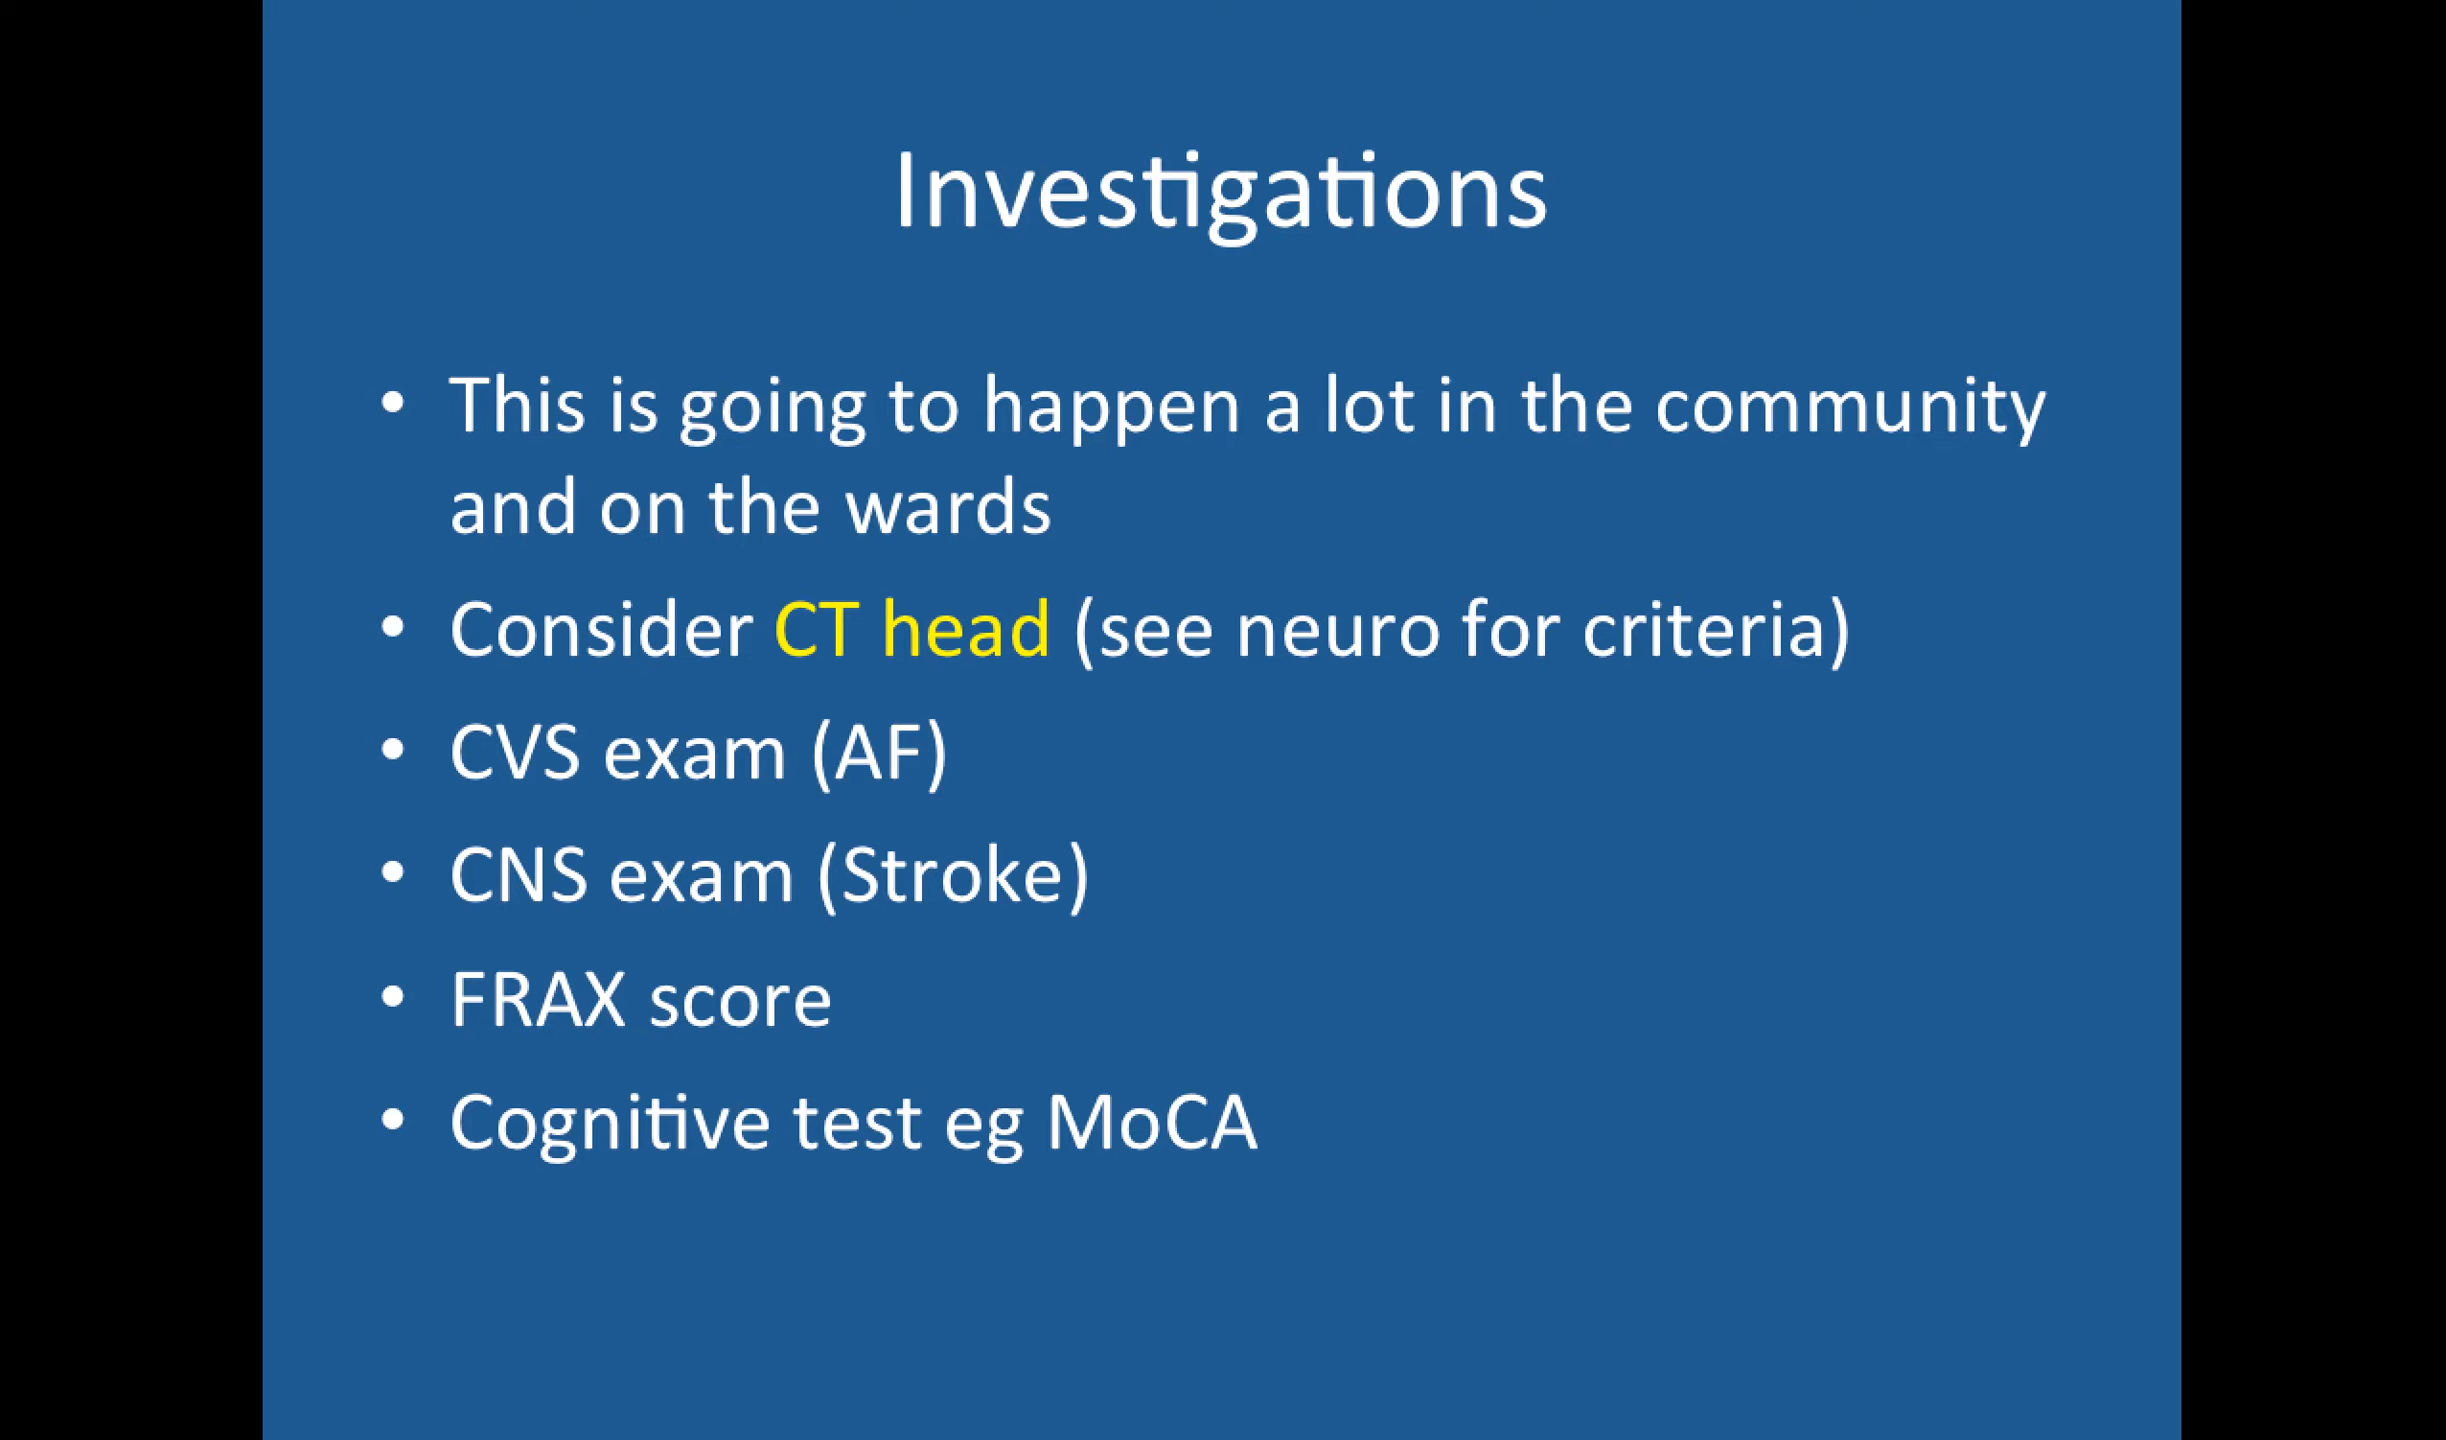 Investigations
• This is going to happen a lot in the community
and on the wards
• Consider CT head (see neuro for criteria)
• CVS exam (AF)
• CNS exam (Stroke)
• FRAX score
• Cognitive test eg MoCA